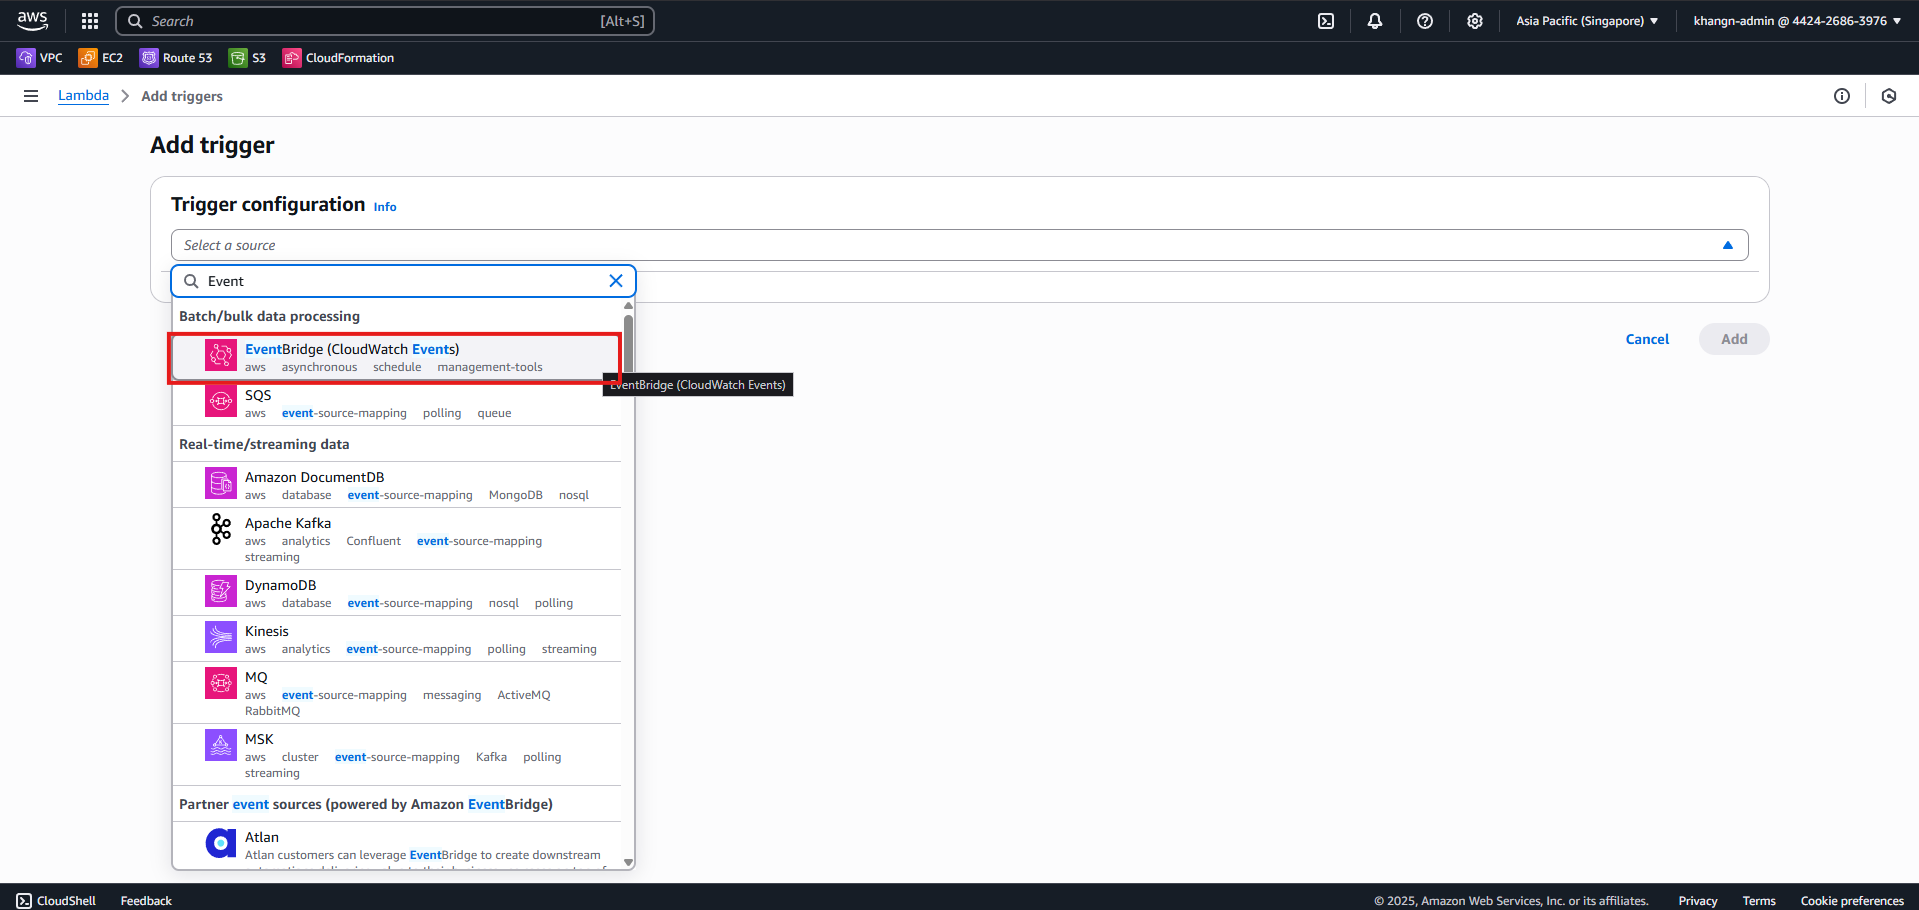 aws
Search
[Alt+S]
Asia Pacific (Singapore)
khangn-admin @ 4424-2686-3976
VPC
EC2
Route 53
S3
CloudFormation
Lambda
Add triggers
Add trigger
Trigger configuration Info
Select a source
Event
Batch/bulk data processing
EventBridge (CloudWatch Events)
aws asynchronous schedule management-tools
Cancel
Add
EventBridge (CloudWatch Events)
SQS
aws event-source-mapping polling queue
Real-time/streaming data
Amazon DocumentDB
aws database event-source-mapping MongoDB nosql
Apache Kafka
aws analytics Confluent event-source-mapping
streaming
DynamoDB
aws database event-source-mapping nosql polling
Kinesis
aws analytics event-source-mapping polling streaming
MQ
aws event-source-mapping messaging ActiveMQ
RabbitMQ
MSK
aws cluster event-source-mapping Kafka polling
streaming
Partner event sources (powered by Amazon EventBridge)
Atlan
Atlan customers can leverage EventBridge to create downstream
CloudShell
Feedback
© 2025, Amazon Web Services, Inc. or its affiliates.
Privacy
Terms
Cookie preferences